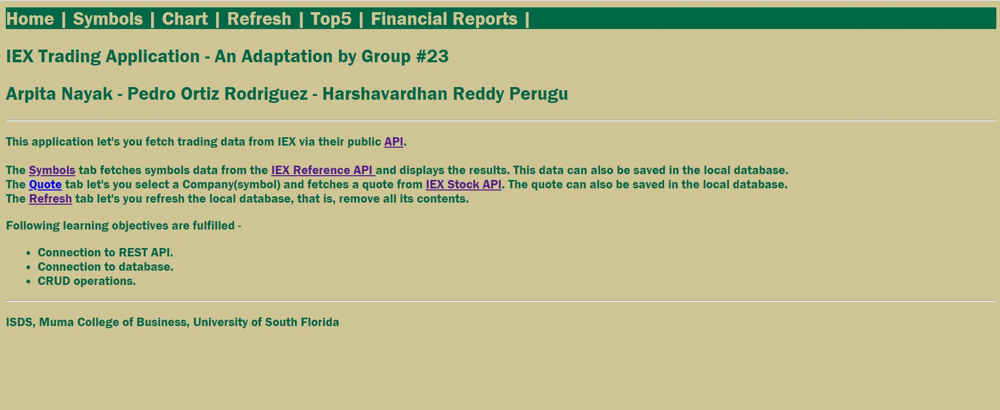 Home | Symbols | Chart | Refresh | Top5 | Financial Reports |
IEX Trading Application - An Adaptation by Group #23
Arpita Nayak - Pedro Ortiz Rodriguez - Harshavardhan Reddy Perugu
This application let's you fetch trading data from IEX via their public API.
The Symbols tab fetches symbols data from the IEX Reference API and displays the results. This data can also be saved in the local database.
The Quote tab let's you select a Company(symbol) and fetches a quote from IEX Stock API. The quote can also be saved in the local database.
The Refresh tab let's you refresh the local database, that is, remove all its contents.
Following learning objectives are fulfilled -
• Connection to REST API.
• Connection to database.
• CRUD operations.
ISDS, Muma College of Business, University of South Florida